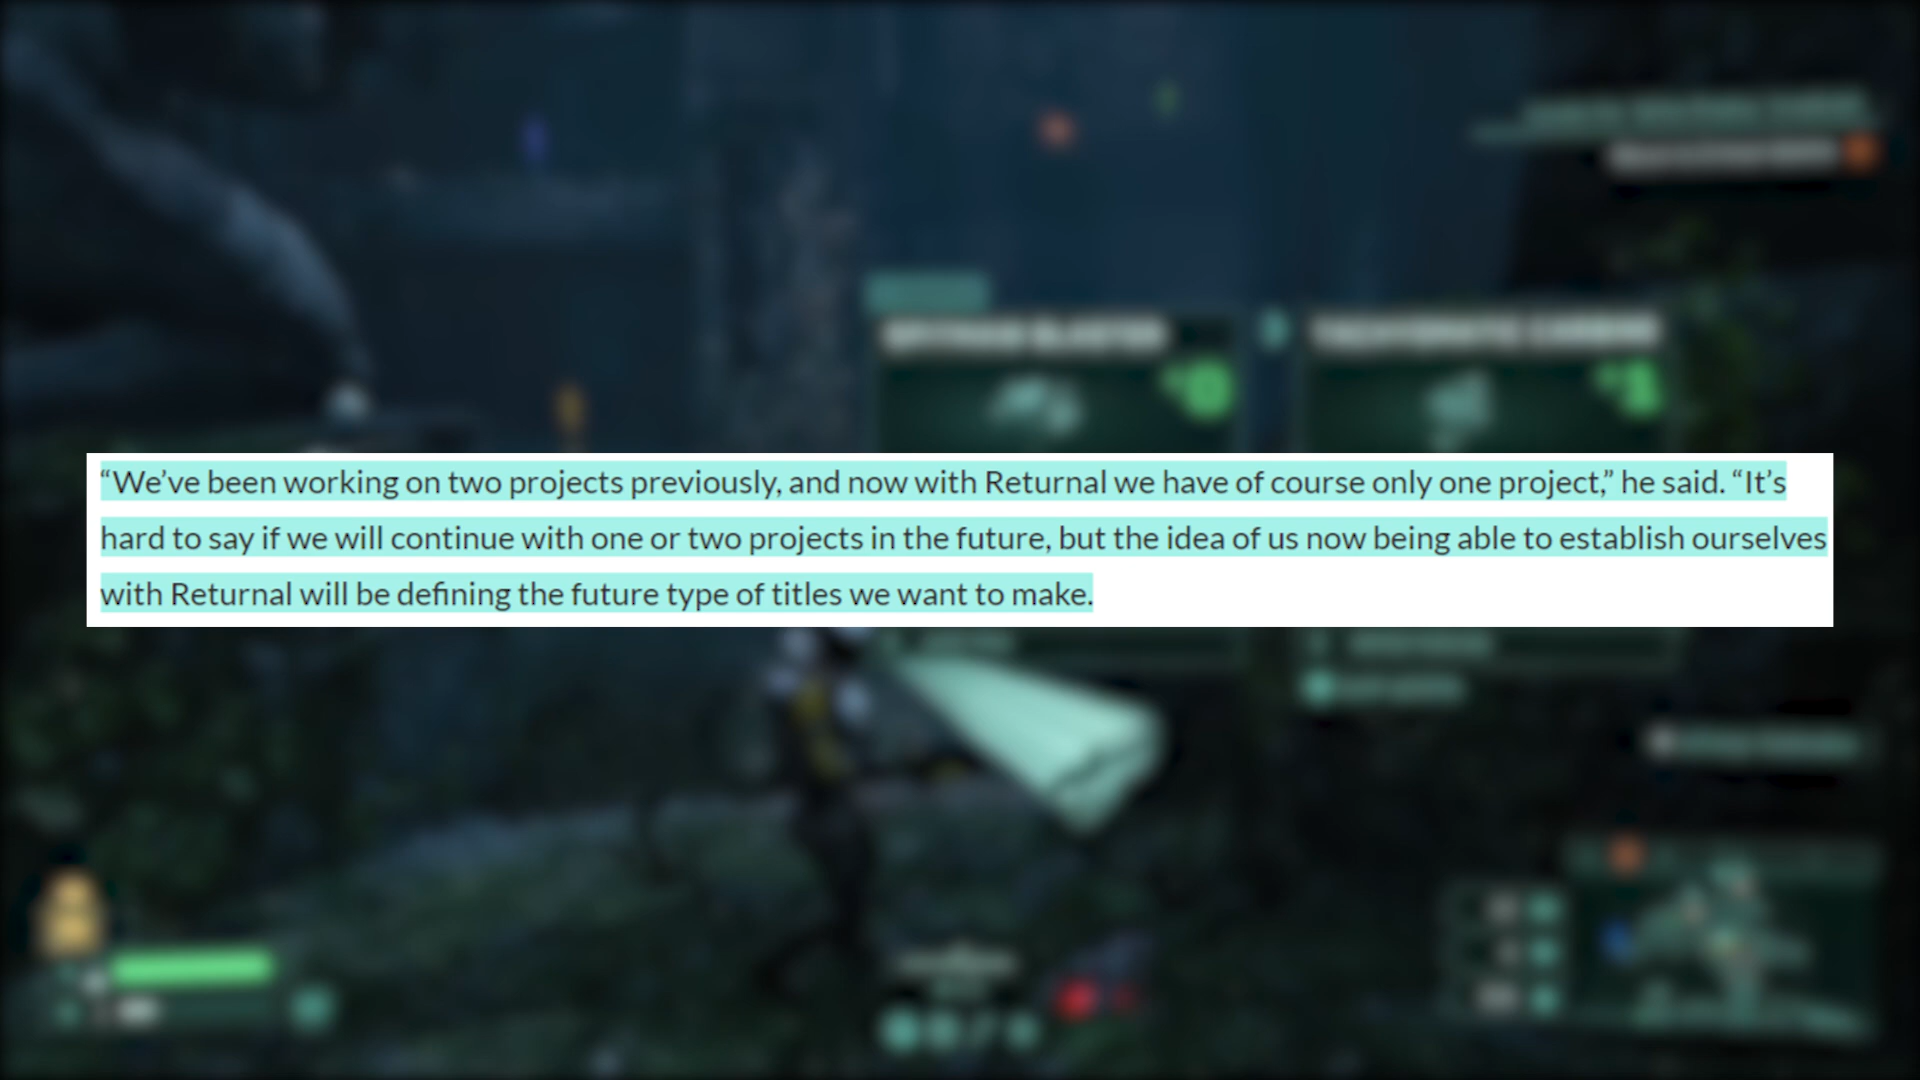 “We’ve been working on two projects previously, and now with Returnal we have of course only one project,” he said. “It’s
hard to say if we will continue with one or two projects in the future, but the idea of us now being able to establish ourselves
with Returnal will be defining the future type of titles we want to make.